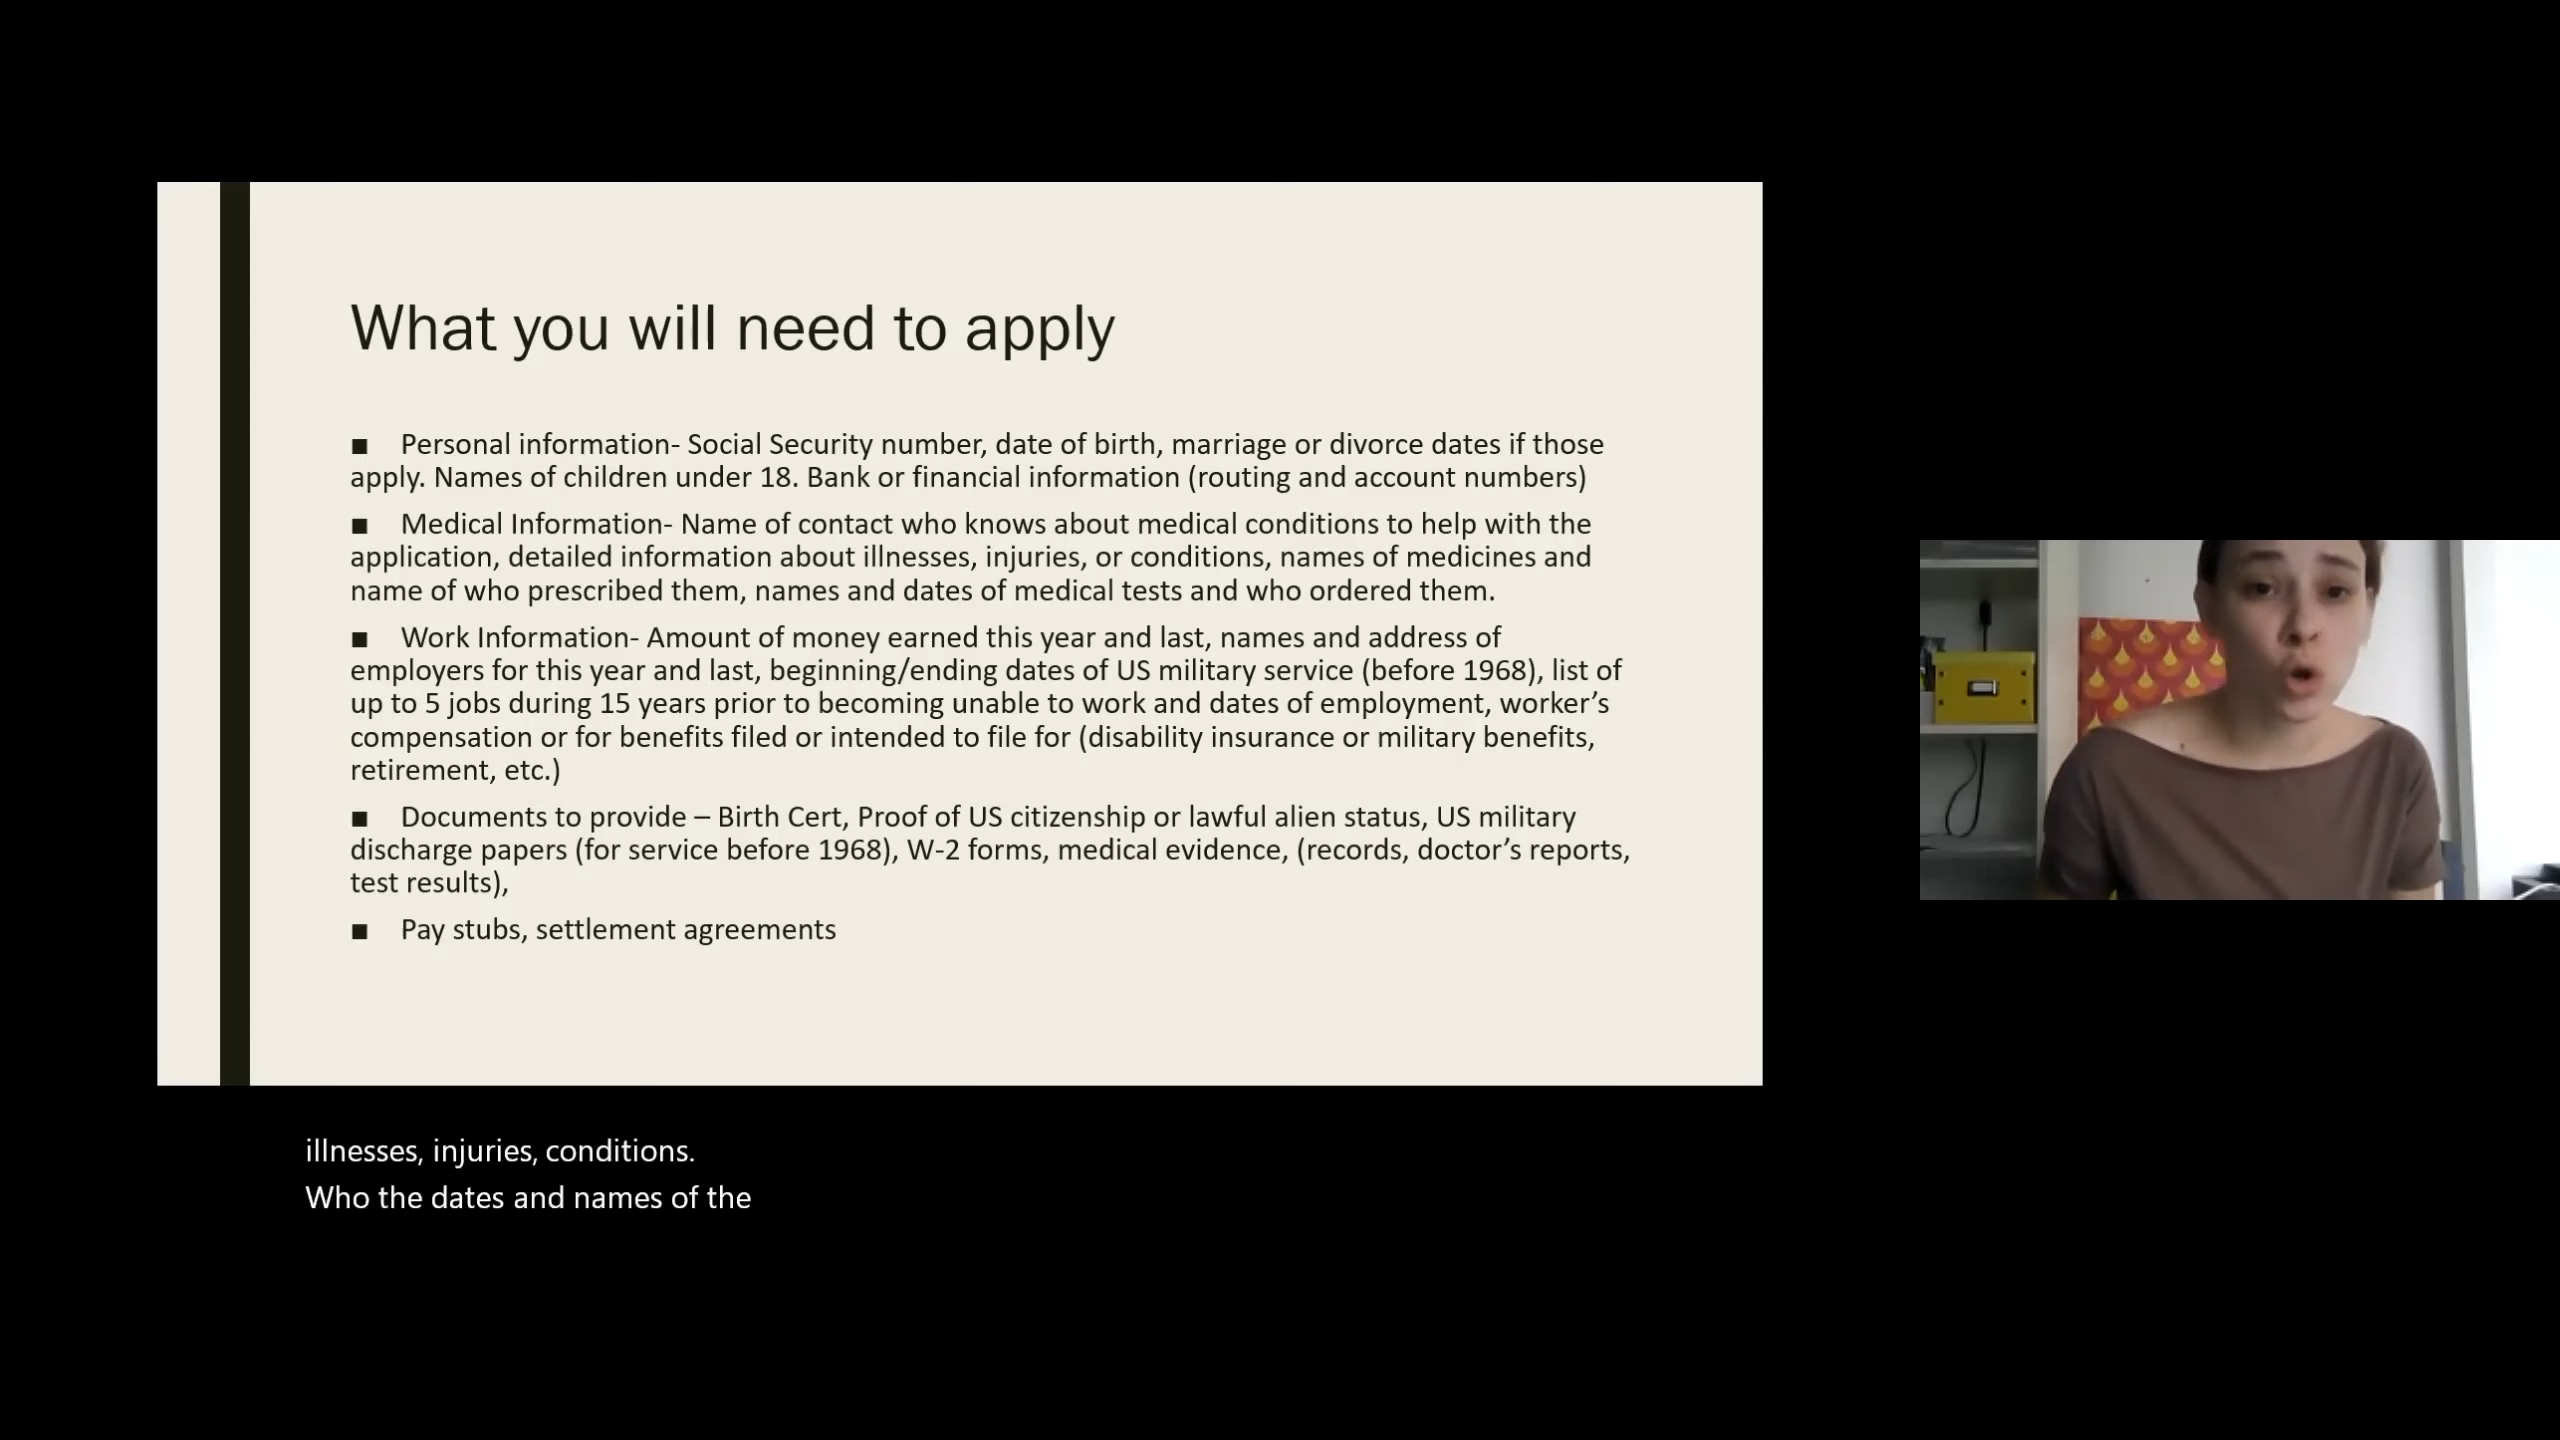 What you will need to apply
■ Personal information- Social Security number, date of birth, marriage or divorce dates if those
apply. Names of children under 18. Bank or financial information (routing and account numbers)
■ Medical Information- Name of contact who knows about medical conditions to help with the
application, detailed information about illnesses, injuries, or conditions, names of medicines and
name of who prescribed them, names and dates of medical tests and who ordered them.
■ Work Information- Amount of money earned this year and last, names and address of
employers for this year and last, beginning/ending dates of US military service (before 1968), list of
up to 5 jobs during 15 years prior to becoming unable to work and dates of employment, worker’s
compensation or for benefits filed or intended to file for (disability insurance or military benefits,
retirement, etc.)
■ Documents to provide – Birth Cert, Proof of US citizenship or lawful alien status, US military
discharge papers (for service before 1968), W-2 forms, medical evidence, (records, doctor’s reports,
test results),
■ Pay stubs, settlement agreements
illnesses, injuries, conditions.
Who the dates and names of the